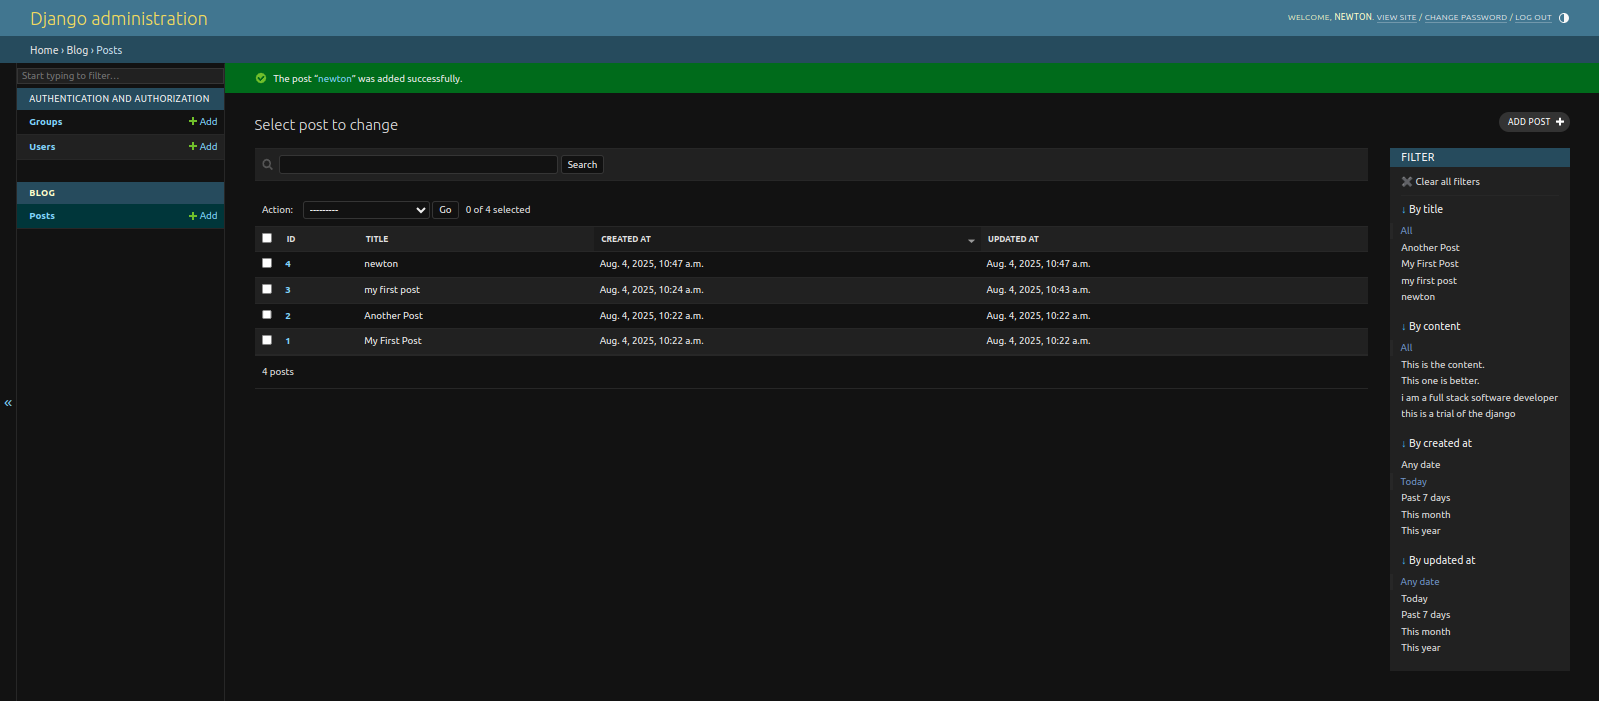 Django administration
WELCOME, NEWTON. VIEW SITE / CHANGE PASSWORD / LOG OUT
Home › Blog › Posts
Start typing to filter...
AUTHENTICATION AND AUTHORIZATION
Groups + Add
Users + Add
BLOG
Posts + Add
«
The post “newton” was added successfully.
Select post to change
ADD POST +
Search
Action: --------- Go 0 of 4 selected
ID TITLE CREATED AT UPDATED AT
4 newton Aug. 4, 2025, 10:47 a.m. Aug. 4, 2025, 10:47 a.m.
3 my first post Aug. 4, 2025, 10:24 a.m. Aug. 4, 2025, 10:43 a.m.
2 Another Post Aug. 4, 2025, 10:22 a.m. Aug. 4, 2025, 10:22 a.m.
1 My First Post Aug. 4, 2025, 10:22 a.m. Aug. 4, 2025, 10:22 a.m.
4 posts
FILTER
✖ Clear all filters
↓ By title
All
Another Post
My First Post
my first post
newton
↓ By content
All
This is the content.
This one is better.
i am a full stack software developer
this is a trial of the django
↓ By created at
Any date
Today
Past 7 days
This month
This year
↓ By updated at
Any date
Today
Past 7 days
This month
This year